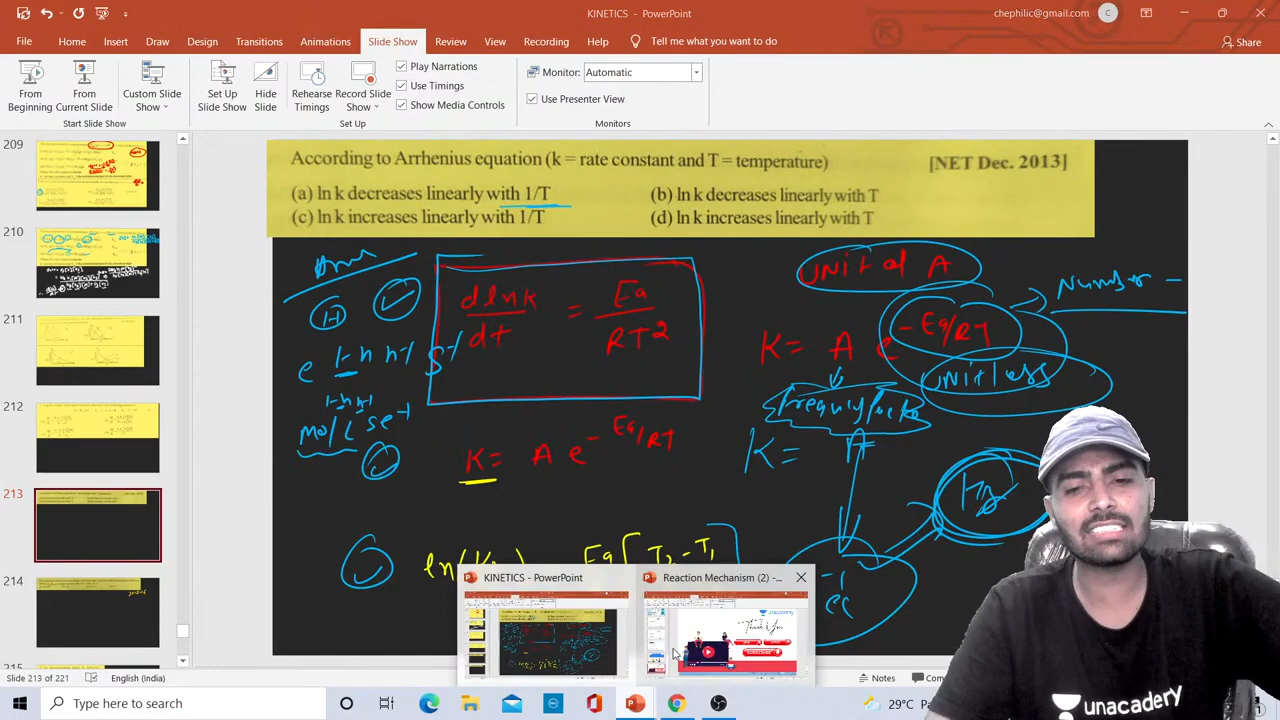 KINETICS - PowerPoint
chephilic@gmail.com
C
File Home Insert Draw Design Transitions Animations Slide Show Review View Recording Help Tell me what you want to do
Share
From Beginning
From Current Slide
Custom Slide Show
Set Up Slide Show
Hide Slide
Rehearse Timings
Record Slide Show
Play Narrations
Use Timings
Show Media Controls
Monitor: Automatic
Use Presenter View
Start Slide Show
Set Up
Monitors
209
210
211
212
213
214
215
According to Arrhenius equation (k = rate constant and T = temperature) [NET Dec. 2013]
(a) ln k decreases linearly with 1/T (b) ln k decreases linearly with T
(c) ln k increases linearly with 1/T (d) ln k increases linearly with T
Unit of A
Number -
dlnk/dt = Ea/RT2
K = A e-Ea/RT
Unitless
K = A e- Ea/RT
K = A
KINETICS - PowerPoint
Reaction Mechanism (2) -...
Thank You
SUBSCRIBE
Slide 213 of 221
English (India)
Notes
Type here to search
29°C
unacadery